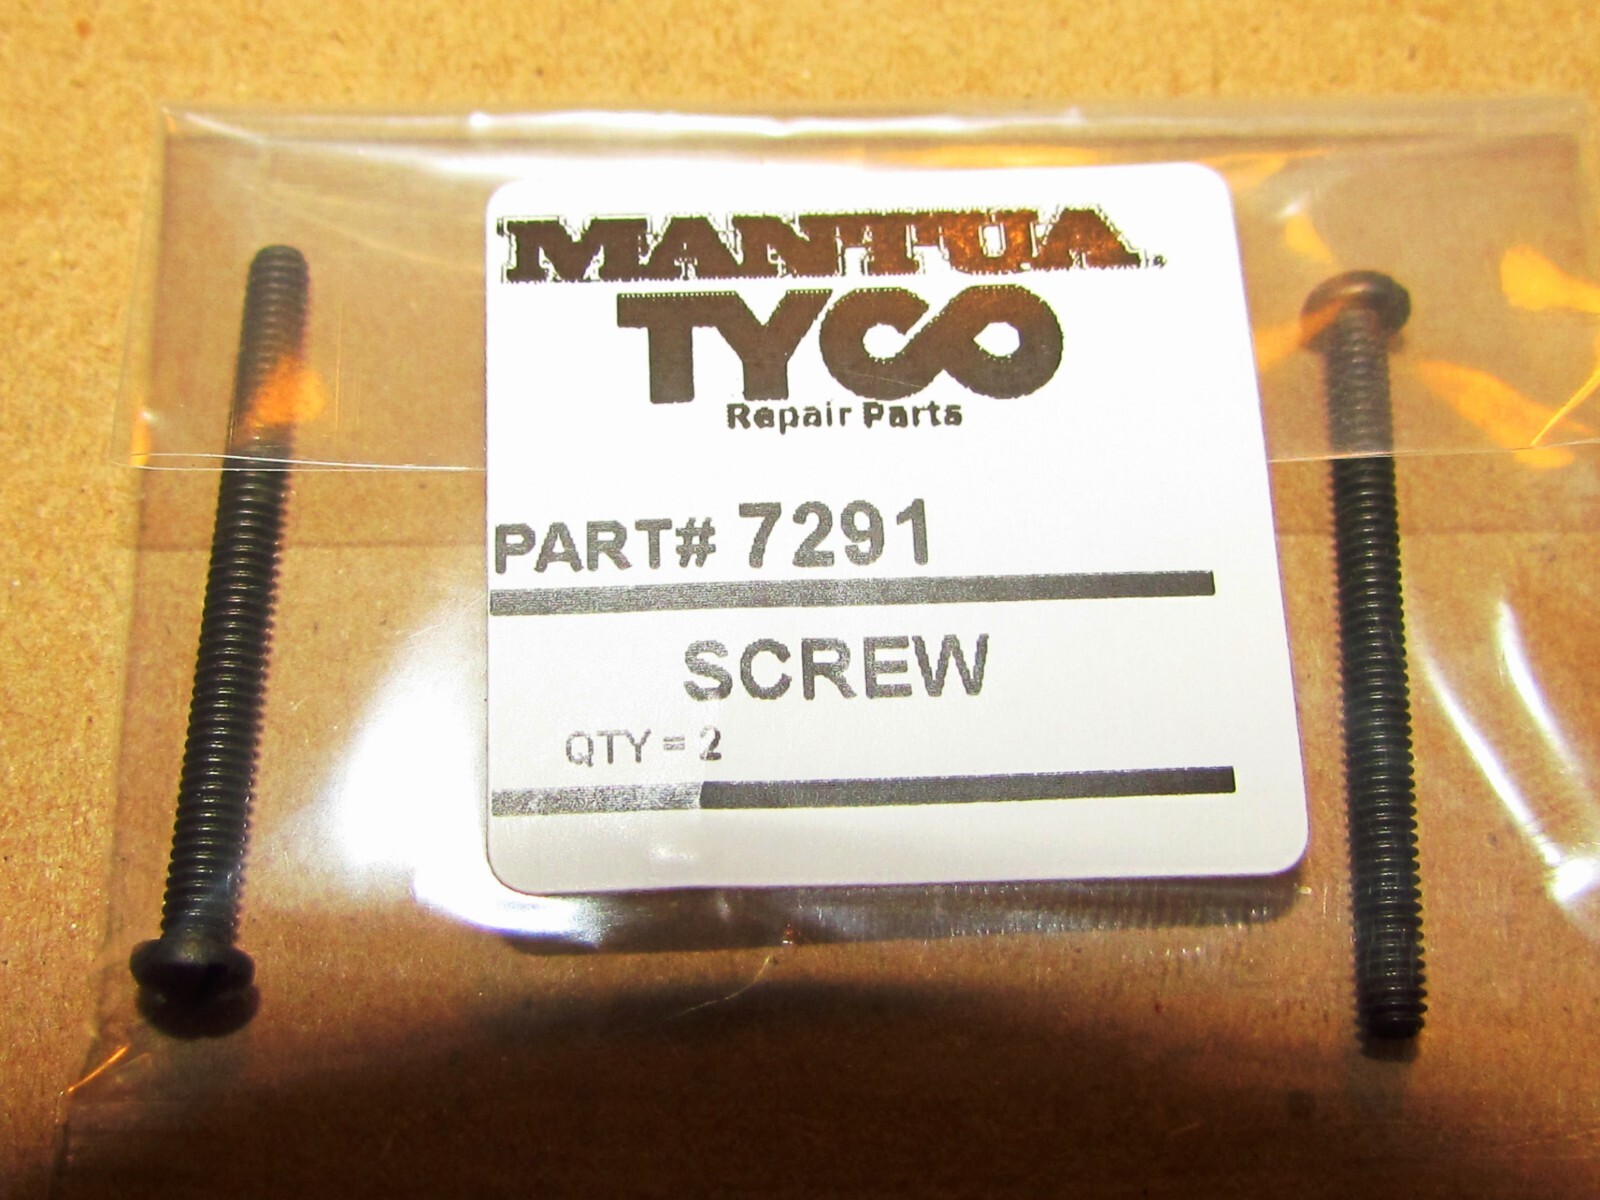 MANTUA
TYCO
Repair Parts
PART# 7291
SCREW
QTY = 2